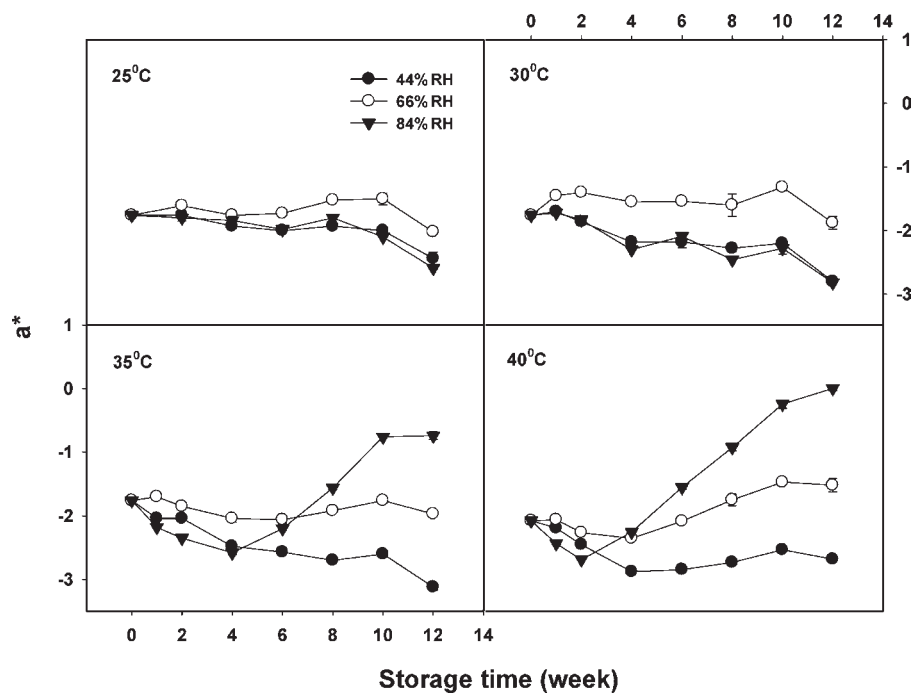 0 2 4 6 8 10 12 14
25⁰C
44% RH
66% RH
84% RH
30⁰C
1
0
-1
-2
-3
a*
35⁰C
40⁰C
1
0
-1
-2
-3
0 2 4 6 8 10 12 14
Storage time (week)